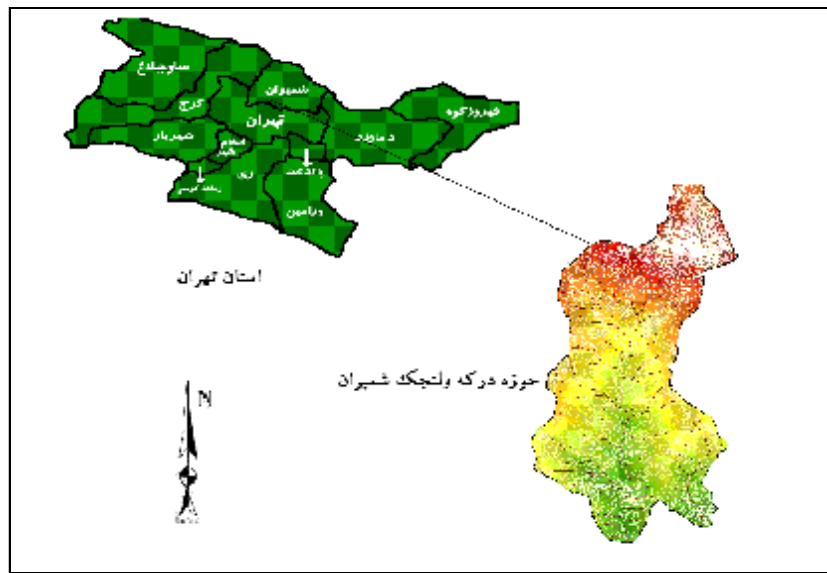 ساوجبلاغ
شمیران
کرج
فیروزکوه
تهران
شهریار
دماوند
ری
ورامین
استان تهران
حوزه درکه ولنجک شمیران
N